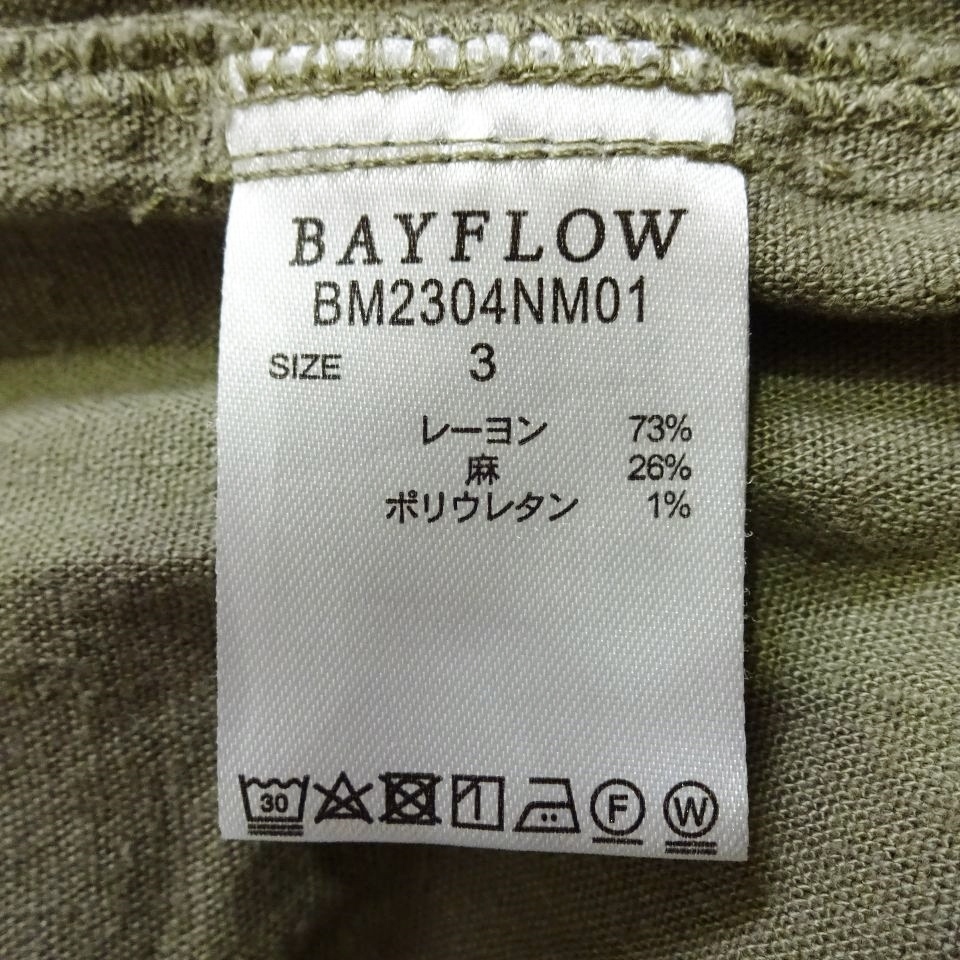 BAYFLOW
BM2304NM01
SIZE 3
レーヨン 73%
麻 26%
ポリウレタン 1%
30 F W